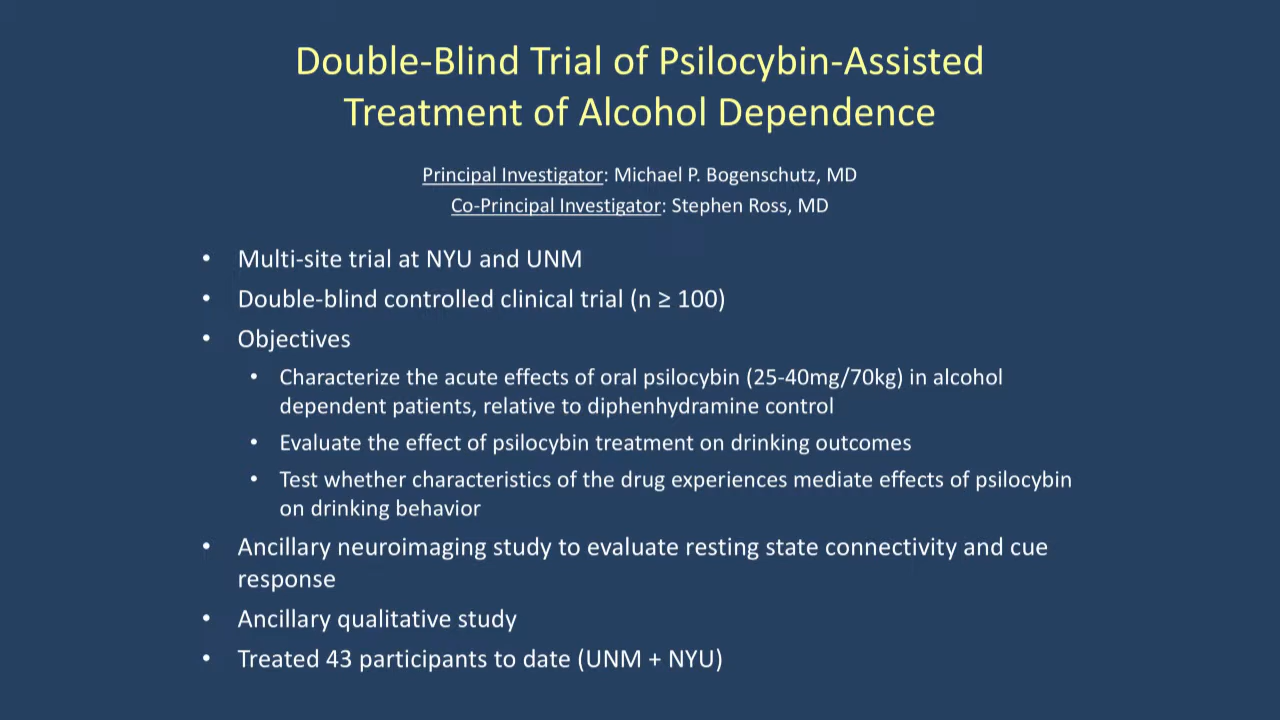 Double-Blind Trial of Psilocybin-Assisted
Treatment of Alcohol Dependence
Principal Investigator: Michael P. Bogenschutz, MD
Co-Principal Investigator: Stephen Ross, MD
• Multi-site trial at NYU and UNM
• Double-blind controlled clinical trial (n ≥ 100)
• Objectives
• Characterize the acute effects of oral psilocybin (25-40mg/70kg) in alcohol
dependent patients, relative to diphenhydramine control
• Evaluate the effect of psilocybin treatment on drinking outcomes
• Test whether characteristics of the drug experiences mediate effects of psilocybin
on drinking behavior
• Ancillary neuroimaging study to evaluate resting state connectivity and cue
response
• Ancillary qualitative study
• Treated 43 participants to date (UNM + NYU)